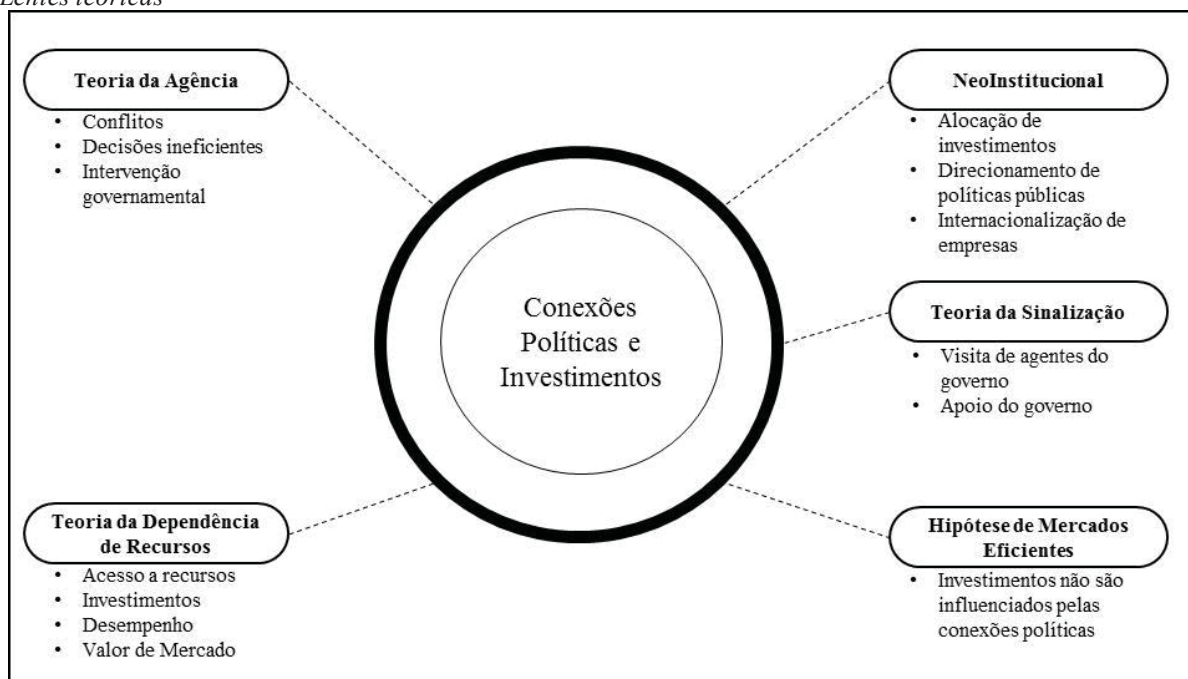 Lentes teóricas
Teoria da Agência
• Conflitos
• Decisões ineficientes
• Intervenção
governamental
Teoria da Dependência
de Recursos
• Acesso a recursos
• Investimentos
• Desempenho
• Valor de Mercado
Conexões
Políticas e
Investimentos
NeoInstitucional
• Alocação de
investimentos
• Direcionamento de
políticas públicas
• Internacionalização de
empresas
Teoria da Sinalização
• Visita de agentes do
governo
• Apoio do governo
Hipótese de Mercados
Eficientes
• Investimentos não são
influenciados pelas
conexões políticas